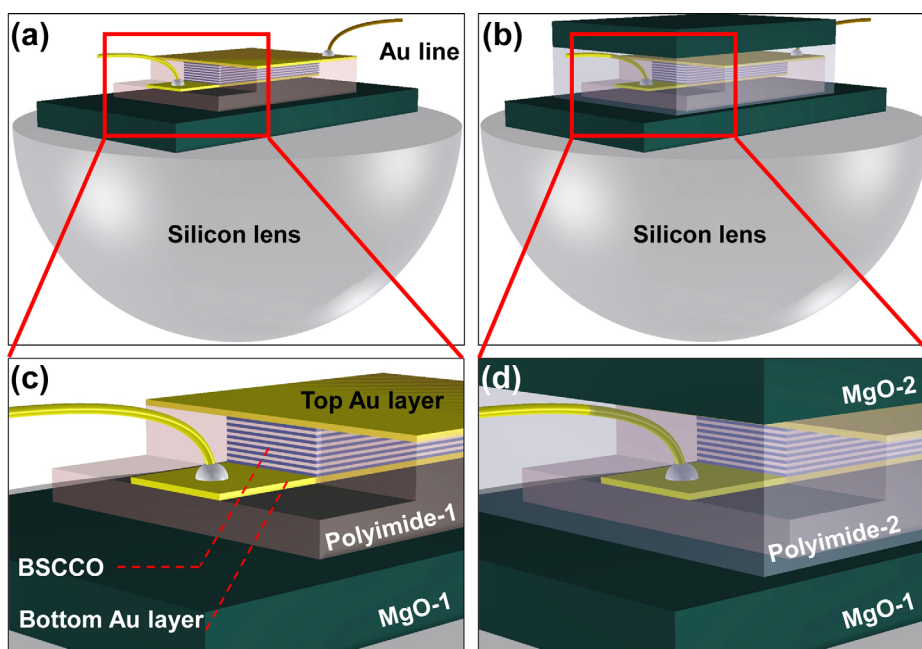 (a)
Au line
Silicon lens
(b)
Silicon lens
(c)
Top Au layer
Polyimide-1
BSCCO
Bottom Au layer
MgO-1
(d)
MgO-2
Polyimide-2
MgO-1